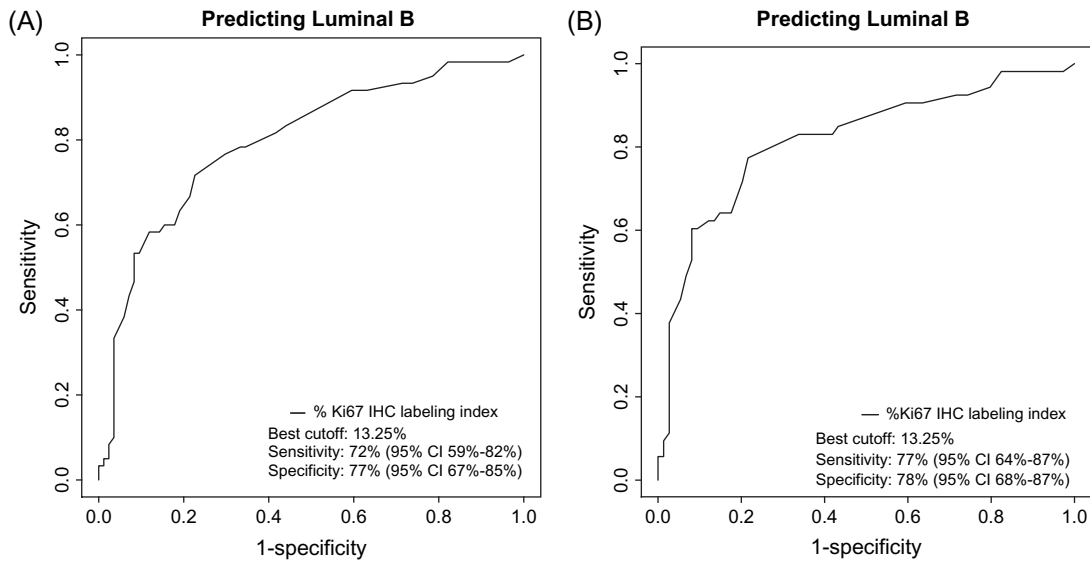 (A)
Predicting Luminal B
Sensitivity
1.0
0.8
0.6
0.4
0.2
0.0
— % Ki67 IHC labeling index
Best cutoff: 13.25%
Sensitivity: 72% (95% CI 59%-82%)
Specificity: 77% (95% CI 67%-85%)
0.0 0.2 0.4 0.6 0.8 1.0
1-specificity
(B)
Predicting Luminal B
Sensitivity
1.0
0.8
0.6
0.4
0.2
0.0
— %Ki67 IHC labeling index
Best cutoff: 13.25%
Sensitivity: 77% (95% CI 64%-87%)
Specificity: 78% (95% CI 68%-87%)
0.0 0.2 0.4 0.6 0.8 1.0
1-specificity